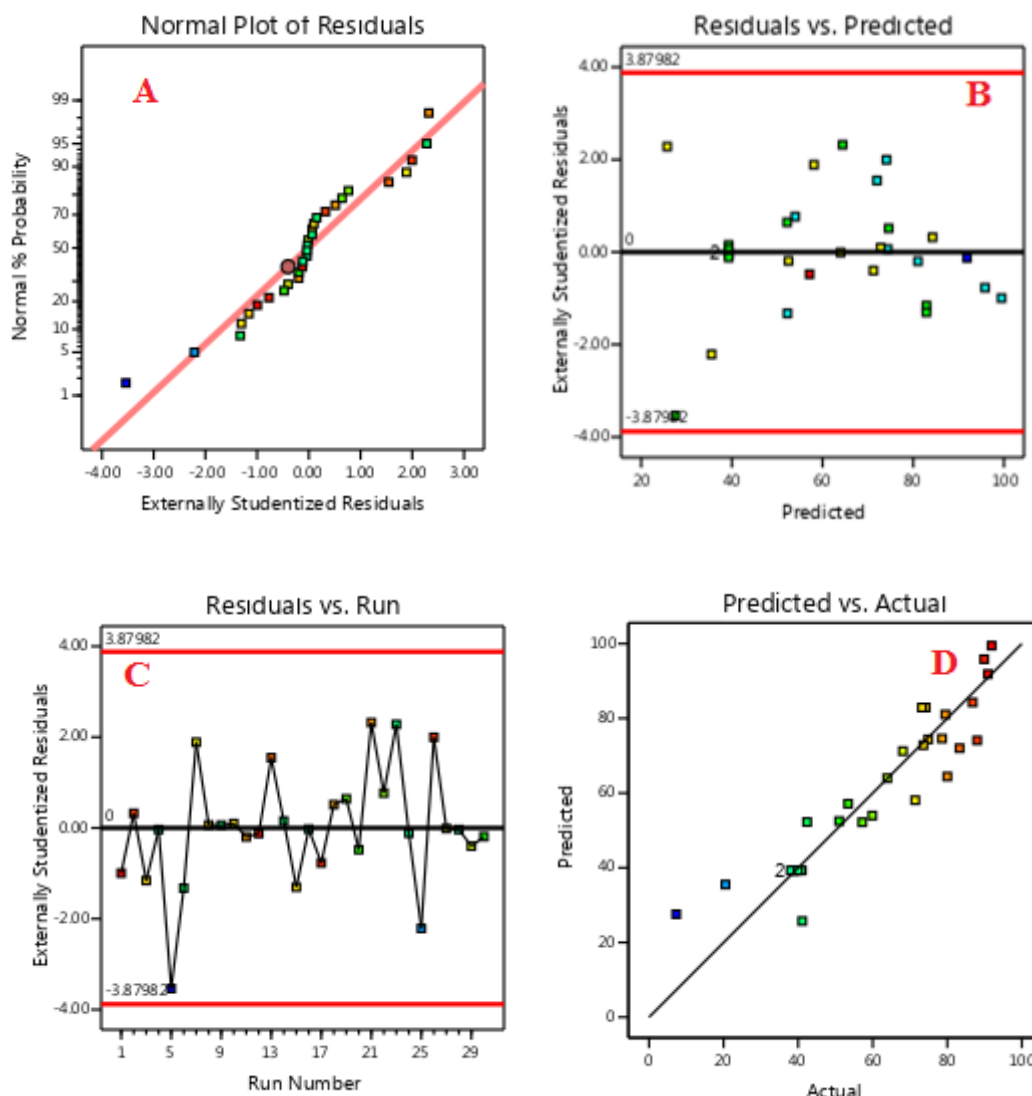 Normal Plot of Residuals
A
Normal % Probability
99
95
90
70
50
20
10
5
1
-4.00 -3.00 -2.00 -1.00 0.00 1.00 2.00 3.00
Externally Studentized Residuals
Residuals vs. Predicted
B
Externally Studentized Residuals
4.00
3.87982
2.00
0
0.00
2
-2.00
-3.87982
-4.00
20 40 60 80 100
Predicted
Residuals vs. Run
C
Externally Studentized Residuals
4.00
3.87982
2.00
0
0.00
-2.00
-3.87982
-4.00
1 5 9 13 17 21 25 29
Run Number
Predicted vs. Actual
D
Predicted
100
80
60
40
2
20
0
0 20 40 60 80 100
Actual